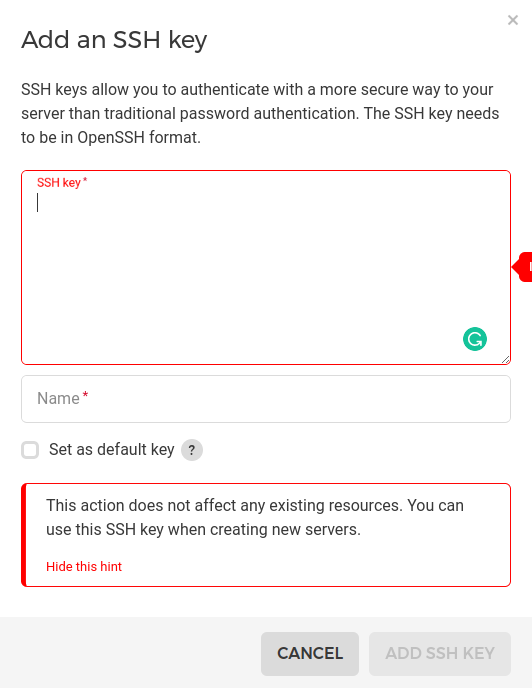 ×
Add an SSH key
SSH keys allow you to authenticate with a more secure way to your
server than traditional password authentication. The SSH key needs
to be in OpenSSH format.
SSH key *
Name *
Set as default key ?
This action does not affect any existing resources. You can
use this SSH key when creating new servers.
Hide this hint
CANCEL ADD SSH KEY